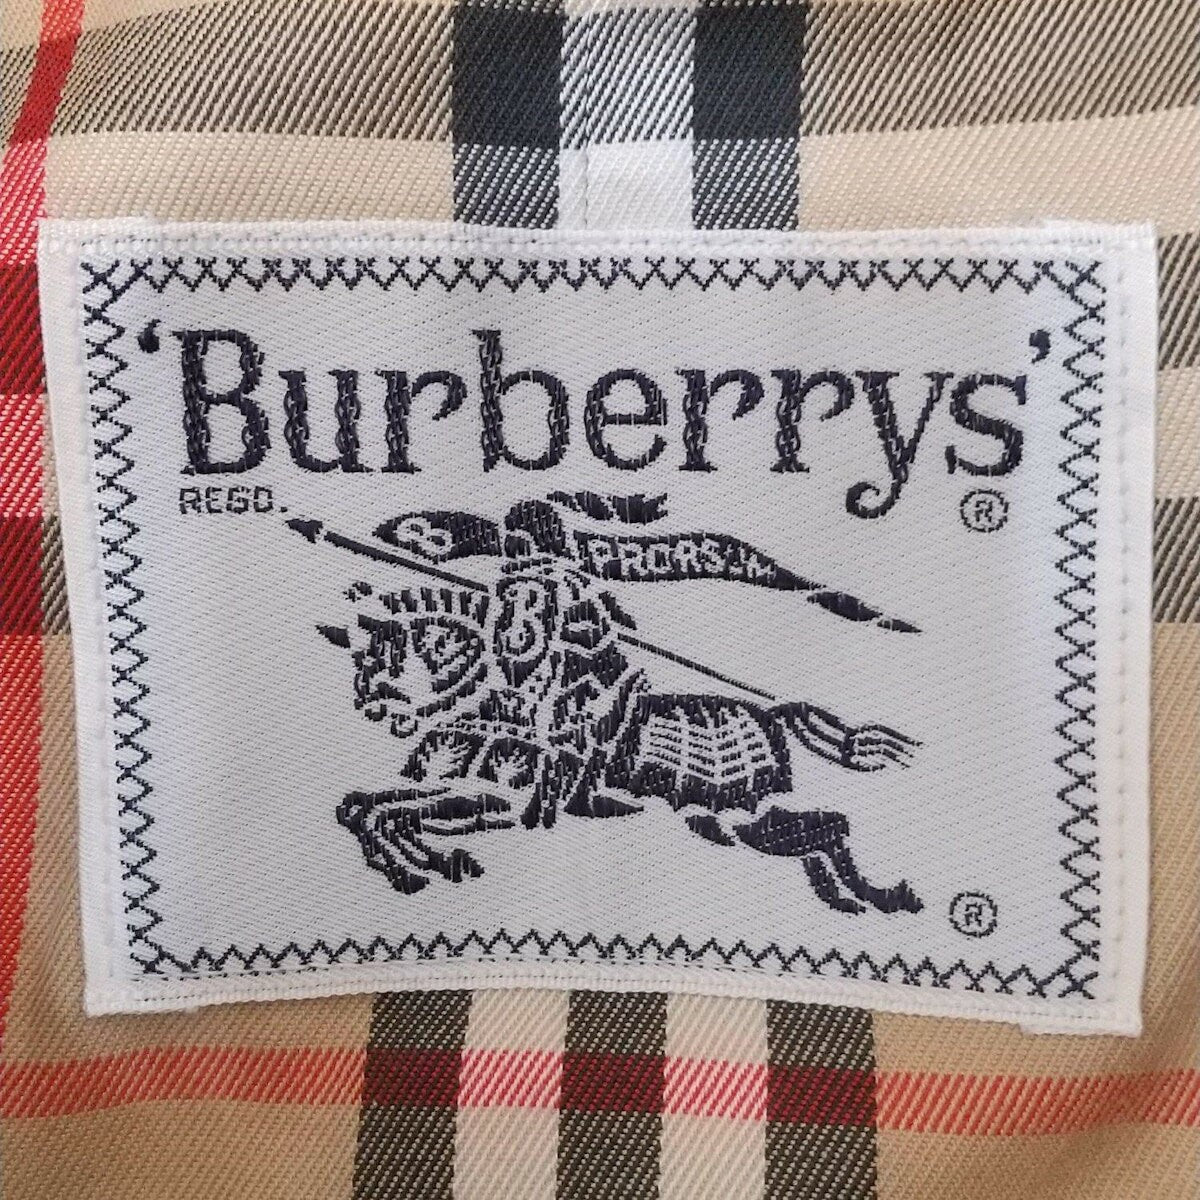 ‘Burberrys’
REGD. ®
B PRORSUM
B
®